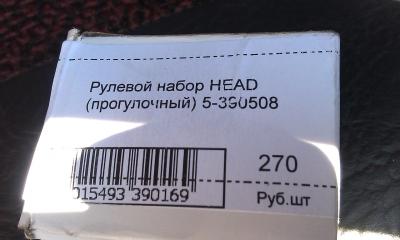 Рулевой набор HEAD
(прогулочный) 5-390508
270
015493 390169
Руб.шт